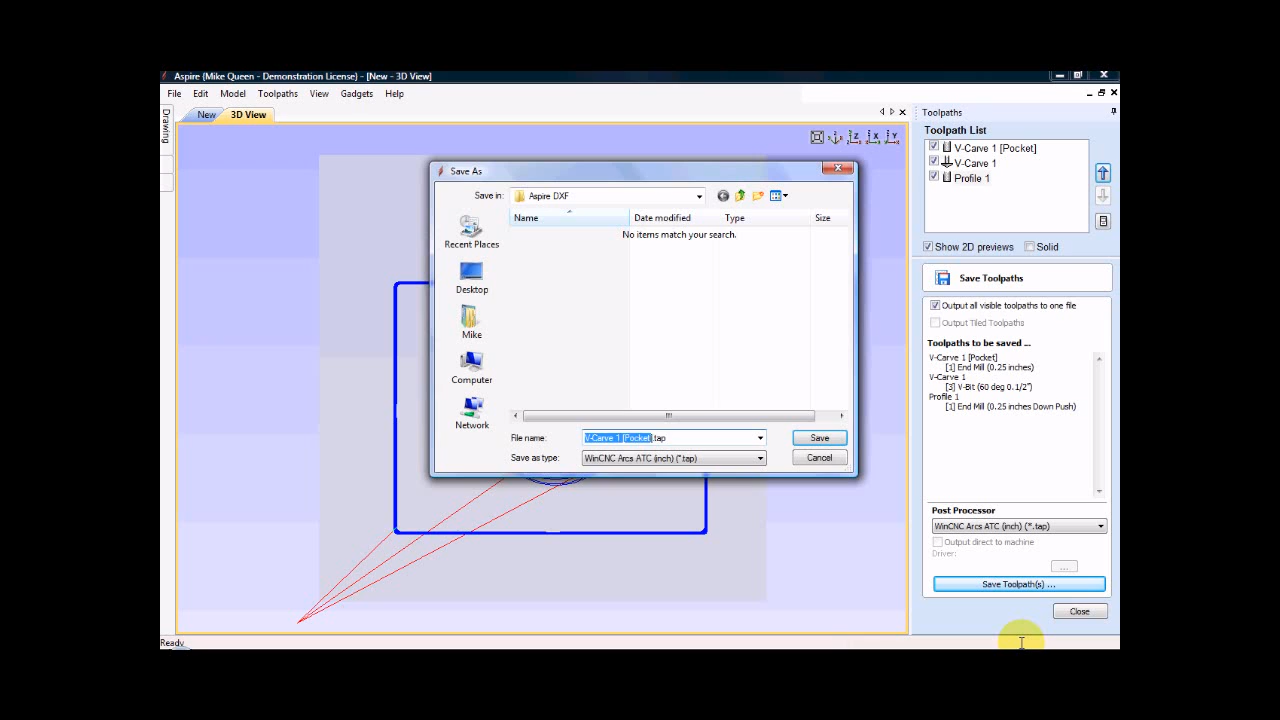 Aspire (Mike Queen - Demonstration License) - [New - 3D View]
File Edit Model Toolpaths View Gadgets Help
Drawing
New 3D View
Z X Y
Toolpaths
Toolpath List
V-Carve 1 [Pocket]
V-Carve 1
Profile 1
Show 2D previews Solid
Save Toolpaths
Output all visible toolpaths to one file
Output Tiled Toolpaths
Toolpaths to be saved ...
V-Carve 1 [Pocket]
[1] End Mill (0.25 inches)
V-Carve 1
[3] V-Bit (60 deg 0.1/2")
Profile 1
[1] End Mill (0.25 inches Down Push)
Post Processor
WinCNC Arcs ATC (inch) (*.tap)
Output direct to machine
Driver:
...
Save Toolpath(s) ...
Close
Save As
Save in: Aspire DXF
Name Date modified Type Size
No items match your search.
Recent Places
Desktop
Mike
Computer
Network
File name: V-Carve 1 [Pocket].tap Save
Save as type: WinCNC Arcs ATC (inch) (*.tap) Cancel
Ready